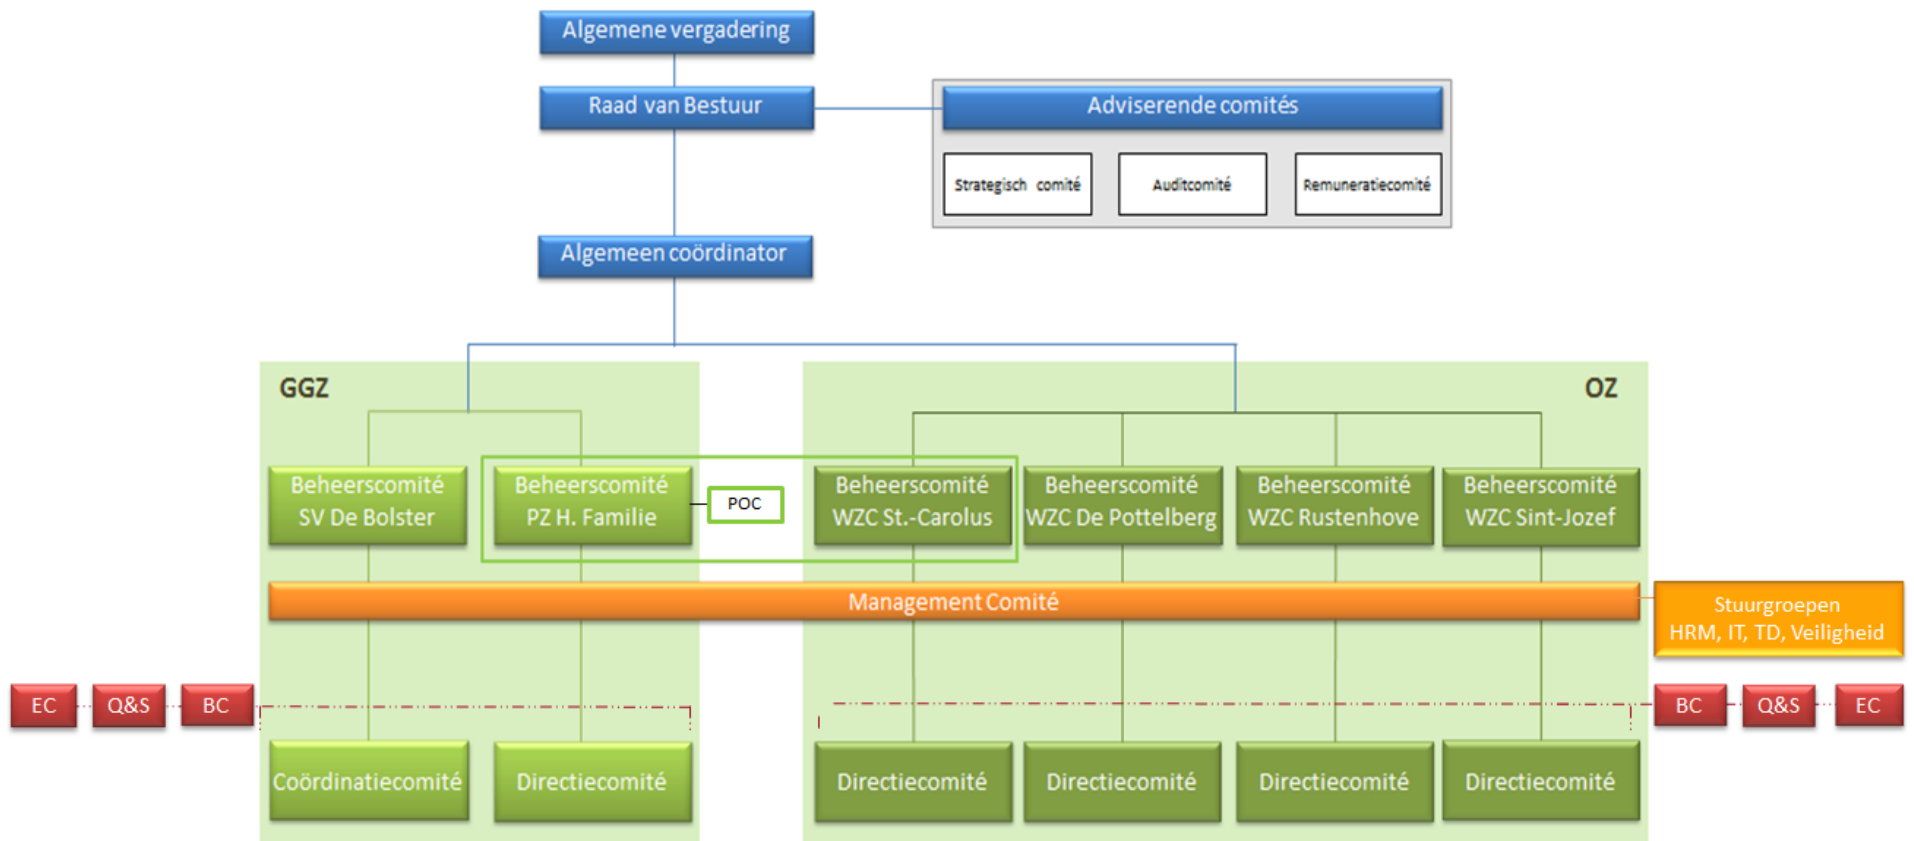 Algemene vergadering
Raad van Bestuur
Adviserende comités
Strategisch comité
Auditcomité
Remuneratiecomité
Algemeen coördinator
GGZ
OZ
Beheerscomité
SV De Bolster
Beheerscomité
PZ H. Familie
POC
Beheerscomité
WZC St.-Carolus
Beheerscomité
WZC De Pottelberg
Beheerscomité
WZC Rustenhove
Beheerscomité
WZC Sint-Jozef
Management Comité
Stuurgroepen
HRM, IT, TD, Veiligheid
EC
Q&S
BC
BC
Q&S
EC
Coördinatiecomité
Directiecomité
Directiecomité
Directiecomité
Directiecomité
Directiecomité